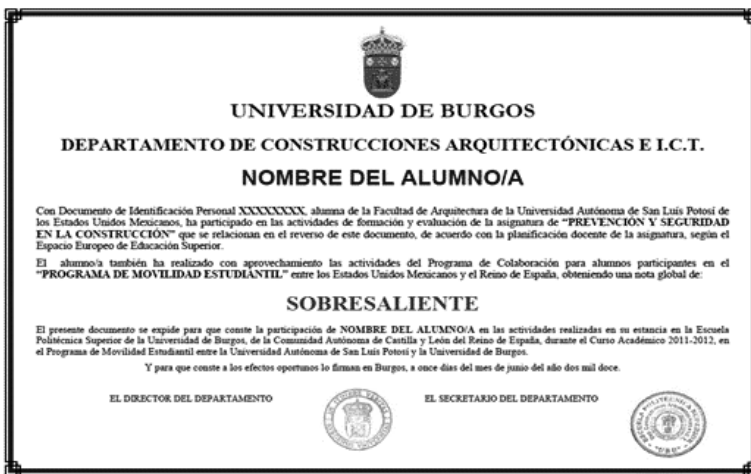 UNIVERSIDAD DE BURGOS
DEPARTAMENTO DE CONSTRUCCIONES ARQUITECTÓNICAS E I.C.T.
NOMBRE DEL ALUMNO/A
Con Documento de Identificación Personal XXXXXXXX, alumna de la Facultad de Arquitectura de la Universidad Autónoma de San Luis Potosí de
los Estados Unidos Mexicanos, ha participado en las actividades de formación y evaluación de la asignatura de “PREVENCIÓN Y SEGURIDAD
EN LA CONSTRUCCIÓN” que se relacionan en el reverso de este documento, de acuerdo con la planificación docente de la asignatura, según el
Espacio Europeo de Educación Superior.
El alumno/a también ha realizado con aprovechamiento las actividades del Programa de Colaboración para alumnos participantes en el
“PROGRAMA DE MOVILIDAD ESTUDIANTIL” entre los Estados Unidos Mexicanos y el Reino de España, obteniendo una nota global de:
SOBRESALIENTE
El presente documento se expide para que conste la participación de NOMBRE DEL ALUMNO/A en las actividades realizadas en su estancia en la Escuela
Politécnica Superior de la Universidad de Burgos, de la Comunidad Autónoma de Castilla y León del Reino de España, durante el Curso Académico 2011-2012, en
el Programa de Movilidad Estudiantil entre la Universidad Autónoma de San Luis Potosí y la Universidad de Burgos.
Y para que conste a los efectos oportunos lo firman en Burgos, a once días del mes de junio del año dos mil doce.
EL DIRECTOR DEL DEPARTAMENTO
EL SECRETARIO DEL DEPARTAMENTO